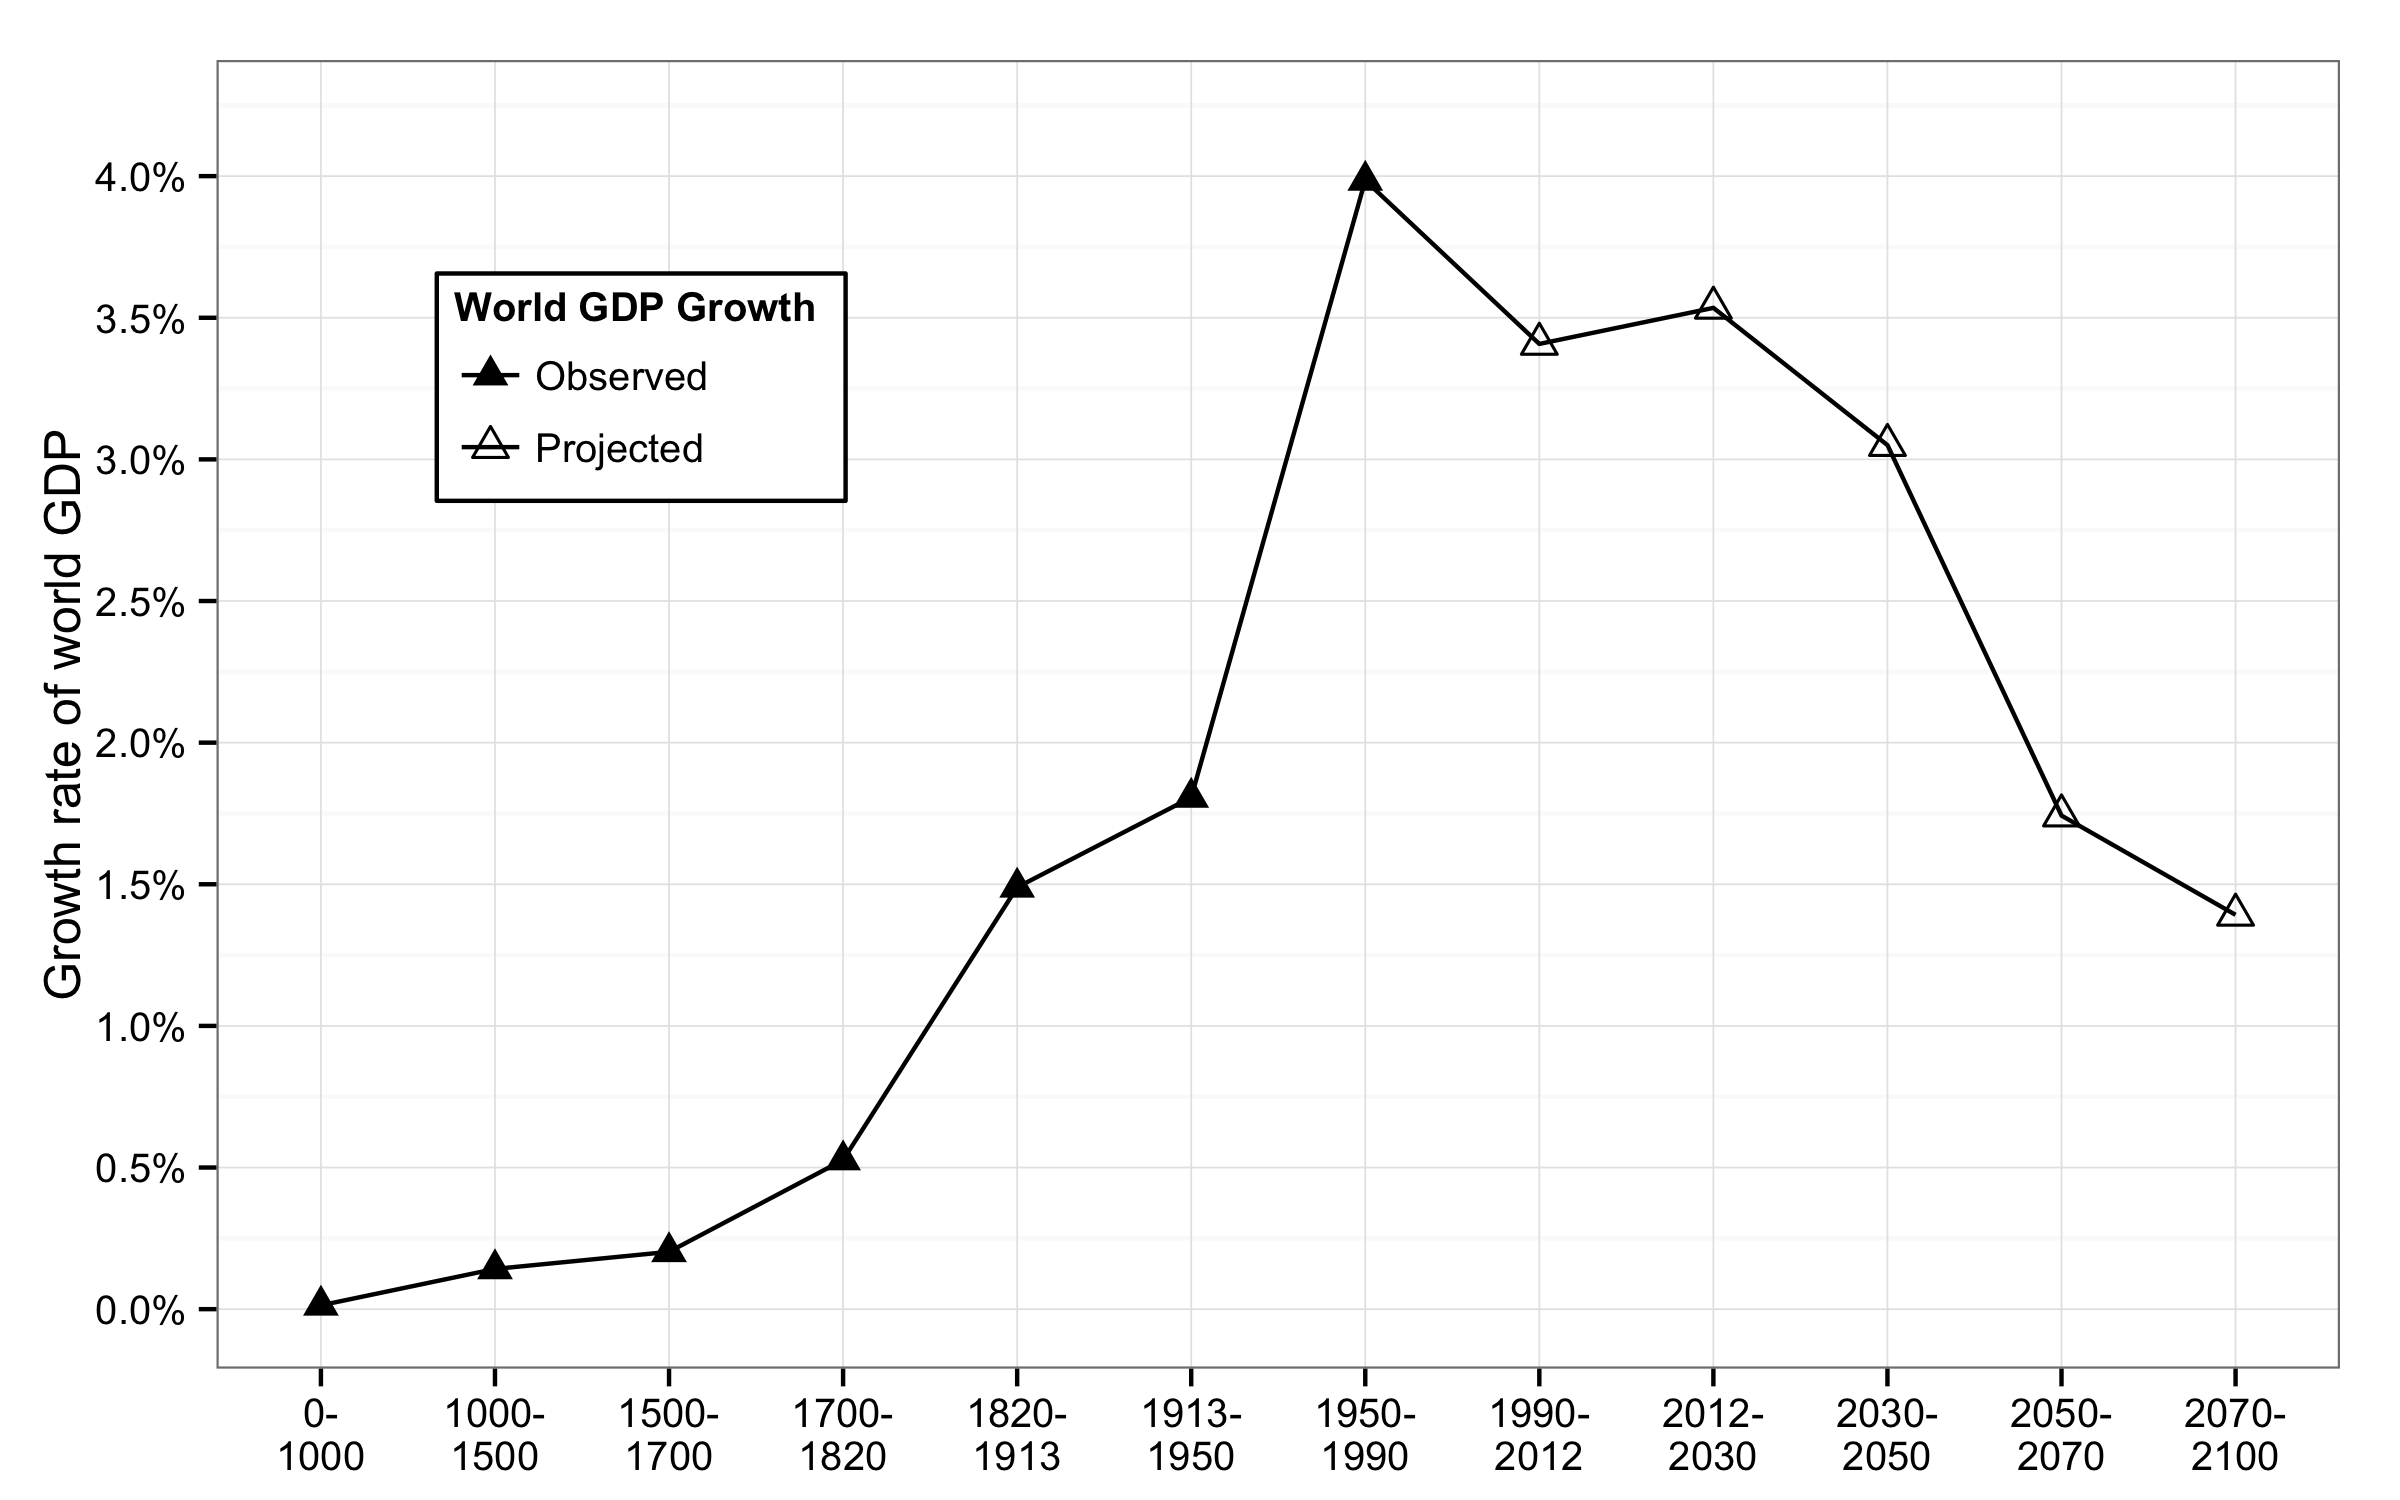 World GDP Growth
Observed
Projected
Growth rate of world GDP
4.0%
3.5%
3.0%
2.5%
2.0%
1.5%
1.0%
0.5%
0.0%
0- 1000- 1500- 1700- 1820- 1913- 1950- 1990- 2012- 2030- 2050- 2070-
1000 1500 1700 1820 1913 1950 1990 2012 2030 2050 2070 2100